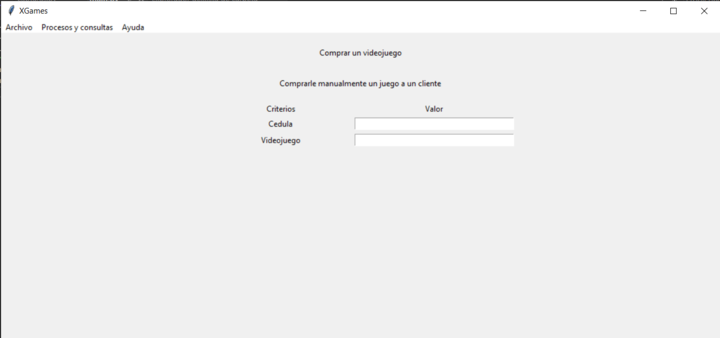 XGames
Archivo Procesos y consultas Ayuda
Comprar un videojuego
Comprarle manualmente un juego a un cliente
Criterios Valor
Cedula
Videojuego